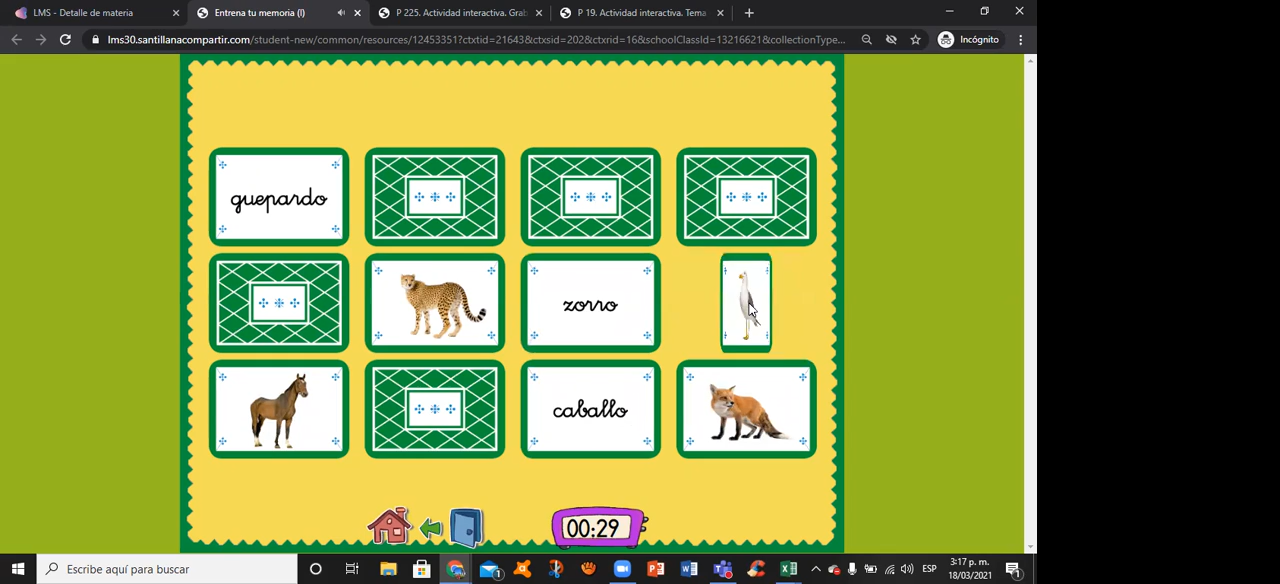 LMS - Detalle de materia
Entrena tu memoria (I)
P 225. Actividad interactiva. Grab
P 19. Actividad interactiva. Tema
lms30.santillanacompartir.com/student-new/common/resources/12453351?ctxtid=21643&ctxsid=202&ctxrid=16&schoolClassId=13216621&collectionType...
Incógnito
guepardo
zorro
caballo
00:29
Escribe aquí para buscar
1
ESP
3:17 p. m.
18/03/2021
1